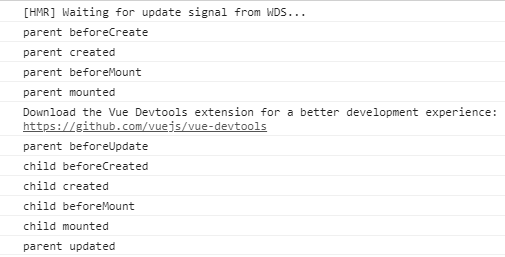 [HMR] Waiting for update signal from WDS...
parent beforeCreate
parent created
parent beforeMount
parent mounted
Download the Vue Devtools extension for a better development experience:
https://github.com/vuejs/vue-devtools
parent beforeUpdate
child beforeCreated
child created
child beforeMount
child mounted
parent updated